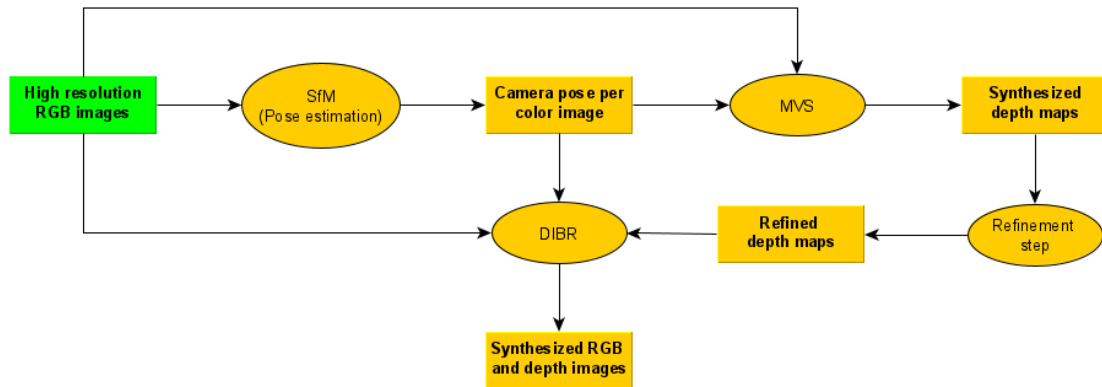 High resolution
RGB images
SfM
(Pose estimation)
Camera pose per
color image
MVS
Synthesized
depth maps
DIBR
Refined
depth maps
Refinement
step
Synthesized RGB
and depth images